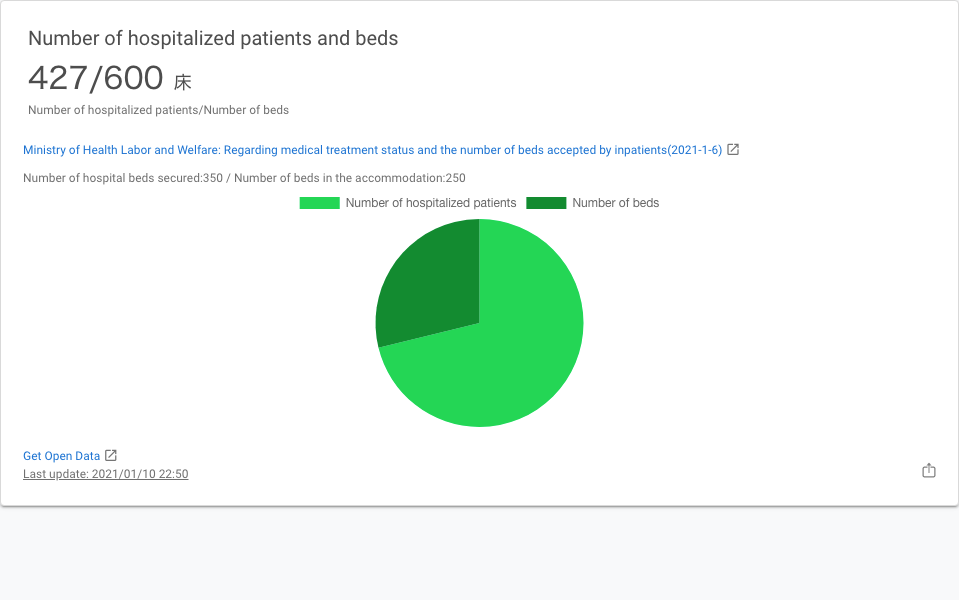 Number of hospitalized patients and beds
427/600 床
Number of hospitalized patients/Number of beds
Ministry of Health Labor and Welfare: Regarding medical treatment status and the number of beds accepted by inpatients(2021-1-6)
Number of hospital beds secured:350 / Number of beds in the accommodation:250
Number of hospitalized patients Number of beds
Get Open Data
Last update: 2021/01/10 22:50